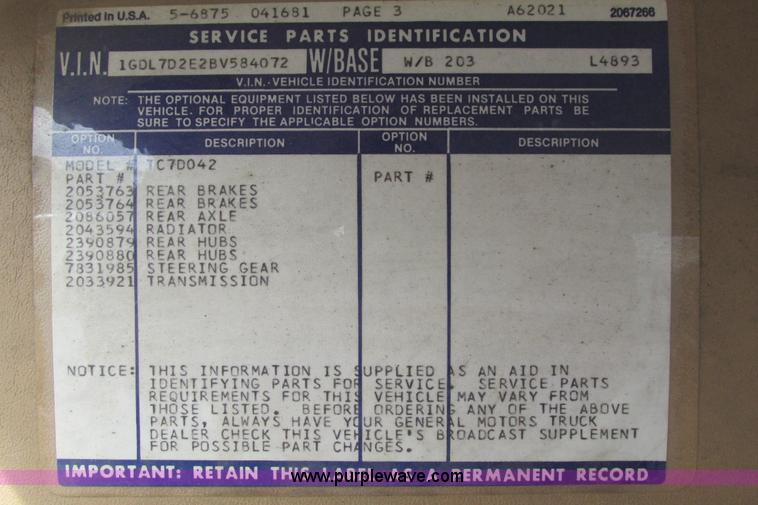 Printed in U.S.A. 5-6875 041681 PAGE 3 A62021 2067266
SERVICE PARTS IDENTIFICATION
V.I.N. 1GDL7D2E2BV584072 W/BASE W/B 203 L4893
V.I.N.-VEHICLE IDENTIFICATION NUMBER
NOTE: THE OPTIONAL EQUIPMENT LISTED BELOW HAS BEEN INSTALLED ON THIS
VEHICLE. FOR PROPER IDENTIFICATION OF REPLACEMENT PARTS BE
SURE TO SPECIFY THE APPLICABLE OPTION NUMBERS.
OPTION NO. DESCRIPTION OPTION NO. DESCRIPTION
MODEL # TC7D042
PART # PART #
2053763 REAR BRAKES
2053764 REAR BRAKES
2086057 REAR AXLE
2043594 RADIATOR
2390879 REAR HUBS
2390880 REAR HUBS
7831985 STEERING GEAR
2033921 TRANSMISSION
NOTICE: THIS INFORMATION IS SUPPLIED AS AN AID IN
IDENTIFYING PARTS FOR SERVICE. SERVICE PARTS
REQUIREMENTS FOR THIS VEHICLE MAY VARY FROM
THOSE LISTED. BEFORE ORDERING ANY OF THE ABOVE
PARTS, ALWAYS HAVE YOUR GENERAL MOTORS TRUCK
DEALER CHECK THIS VEHICLE'S BROADCAST SUPPLEMENT
FOR POSSIBLE PART CHANGES.
IMPORTANT: RETAIN THIS LABEL AS A PERMANENT RECORD
www.purplewave.com